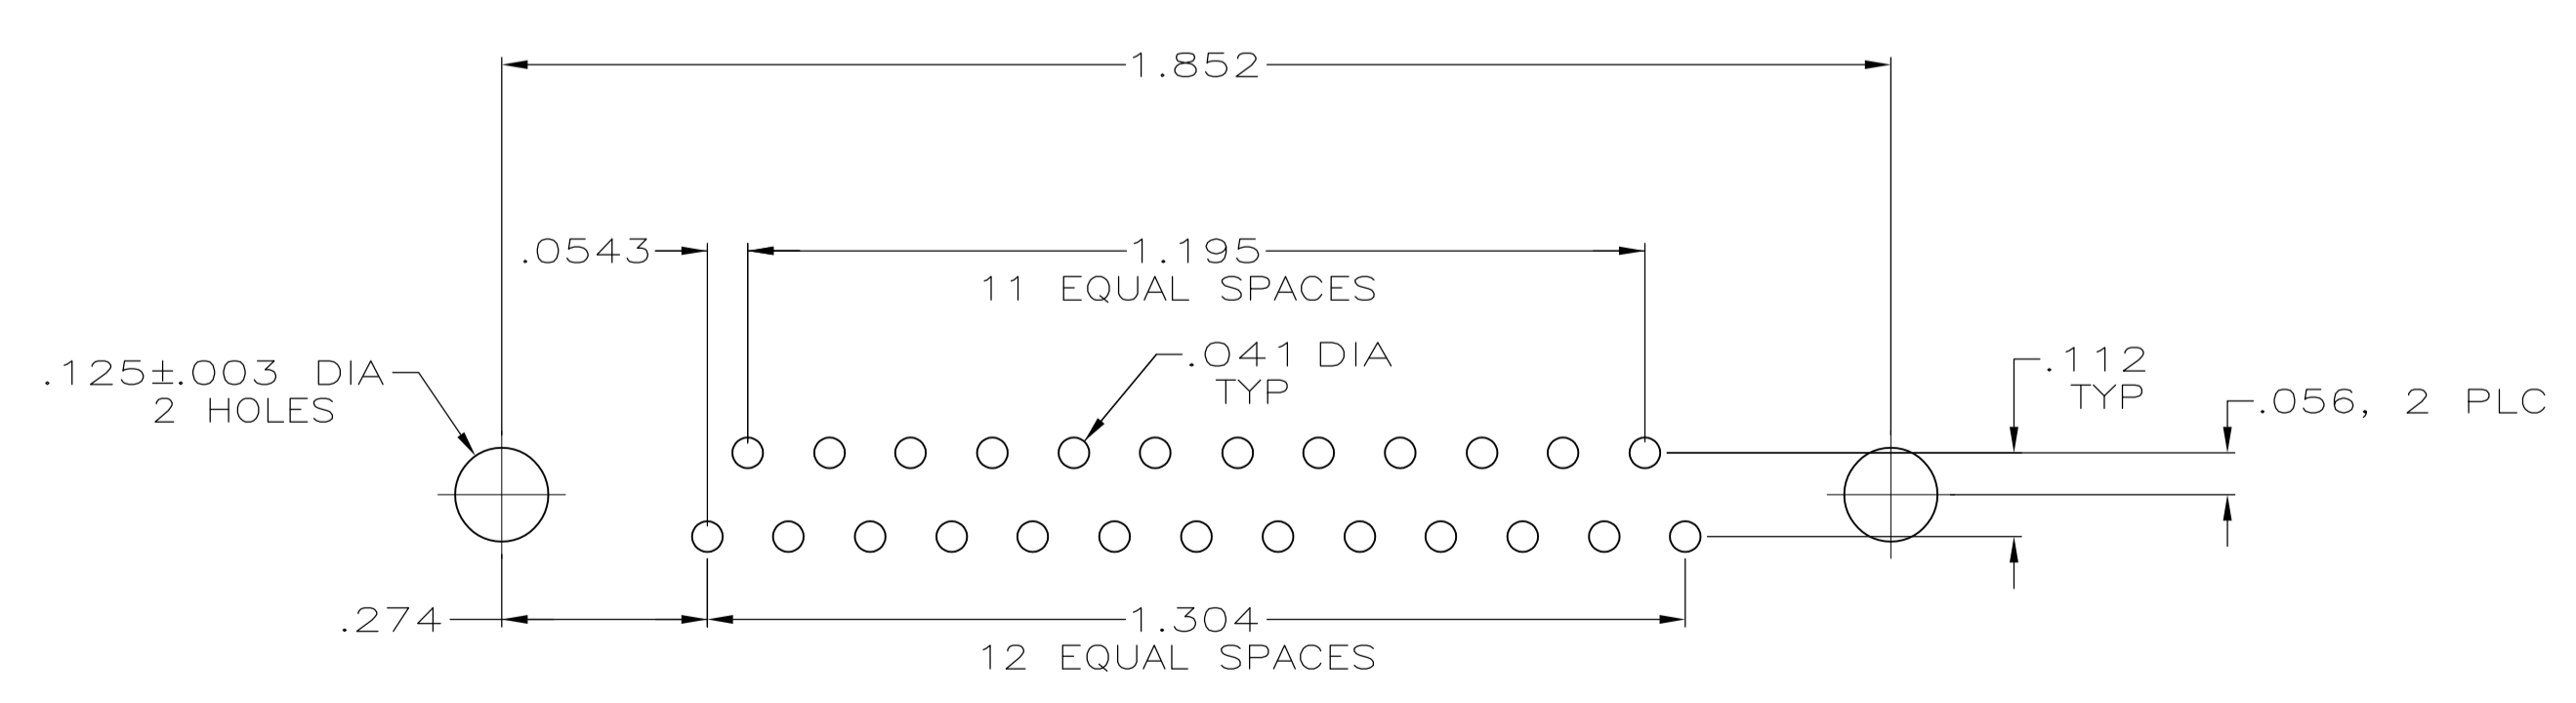 1.852
.0543
1.195
11 EQUAL SPACES
.041 DIA
TYP
.125±.003 DIA
2 HOLES
.112
TYP
.056, 2 PLC
.274
1.304
12 EQUAL SPACES